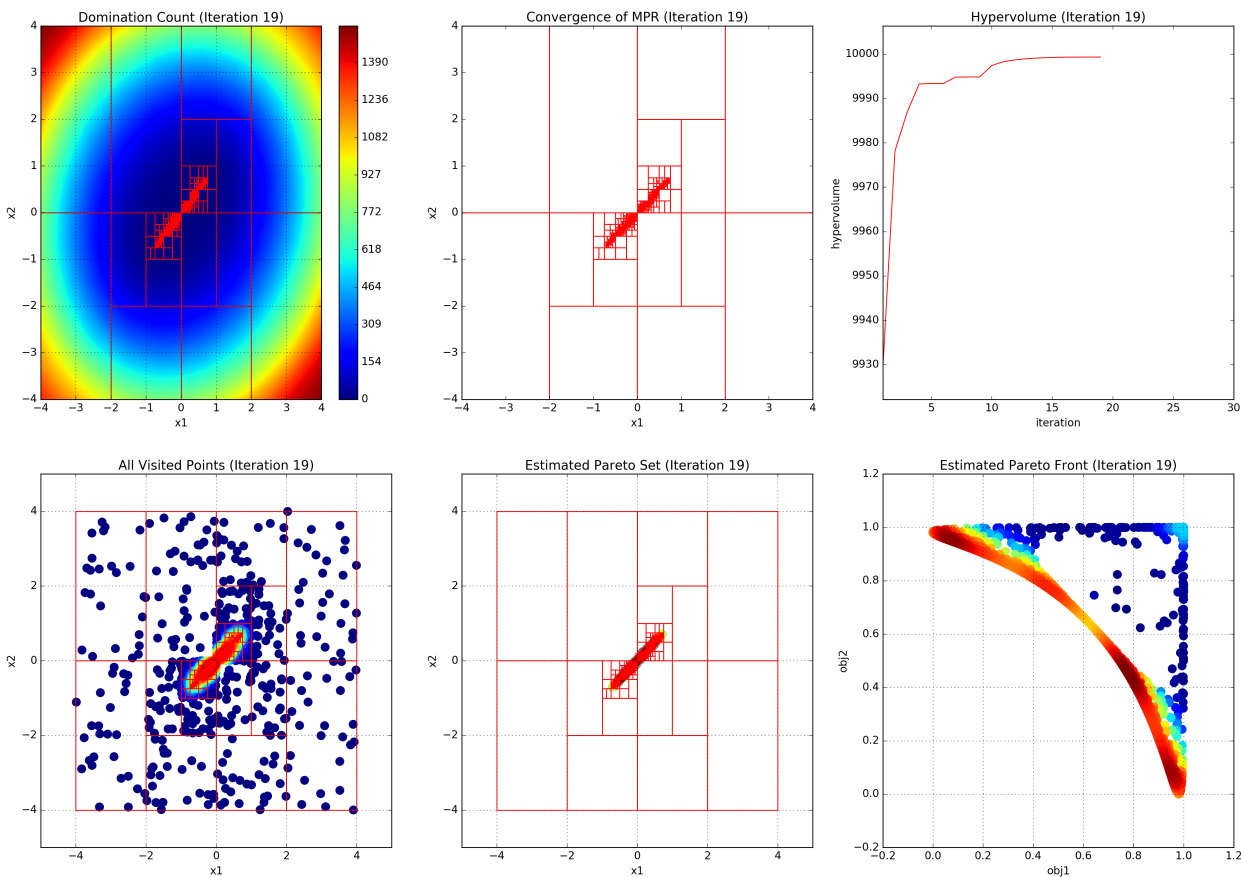 Domination Count (Iteration 19)
4
3
2
1
0
−1
−2
−3
−4
x2
−4 −3 −2 −1 0 1 2 3 4
x1
1390
1236
1082
927
772
618
464
309
154
0
Convergence of MPR (Iteration 19)
4
3
2
1
0
−1
−2
−3
−4
x2
−4 −3 −2 −1 0 1 2 3 4
x1
Hypervolume (Iteration 19)
10000
9990
9980
9970
9960
9950
9940
9930
hypervolume
5 10 15 20 25 30
iteration
All Visited Points (Iteration 19)
4
2
0
−2
−4
x2
−4 −2 0 2 4
x1
Estimated Pareto Set (Iteration 19)
4
2
0
−2
−4
x2
−4 −2 0 2 4
x1
Estimated Pareto Front (Iteration 19)
1.2
1.0
0.8
0.6
0.4
0.2
0.0
−0.2
obj2
−0.2 0.0 0.2 0.4 0.6 0.8 1.0 1.2
obj1